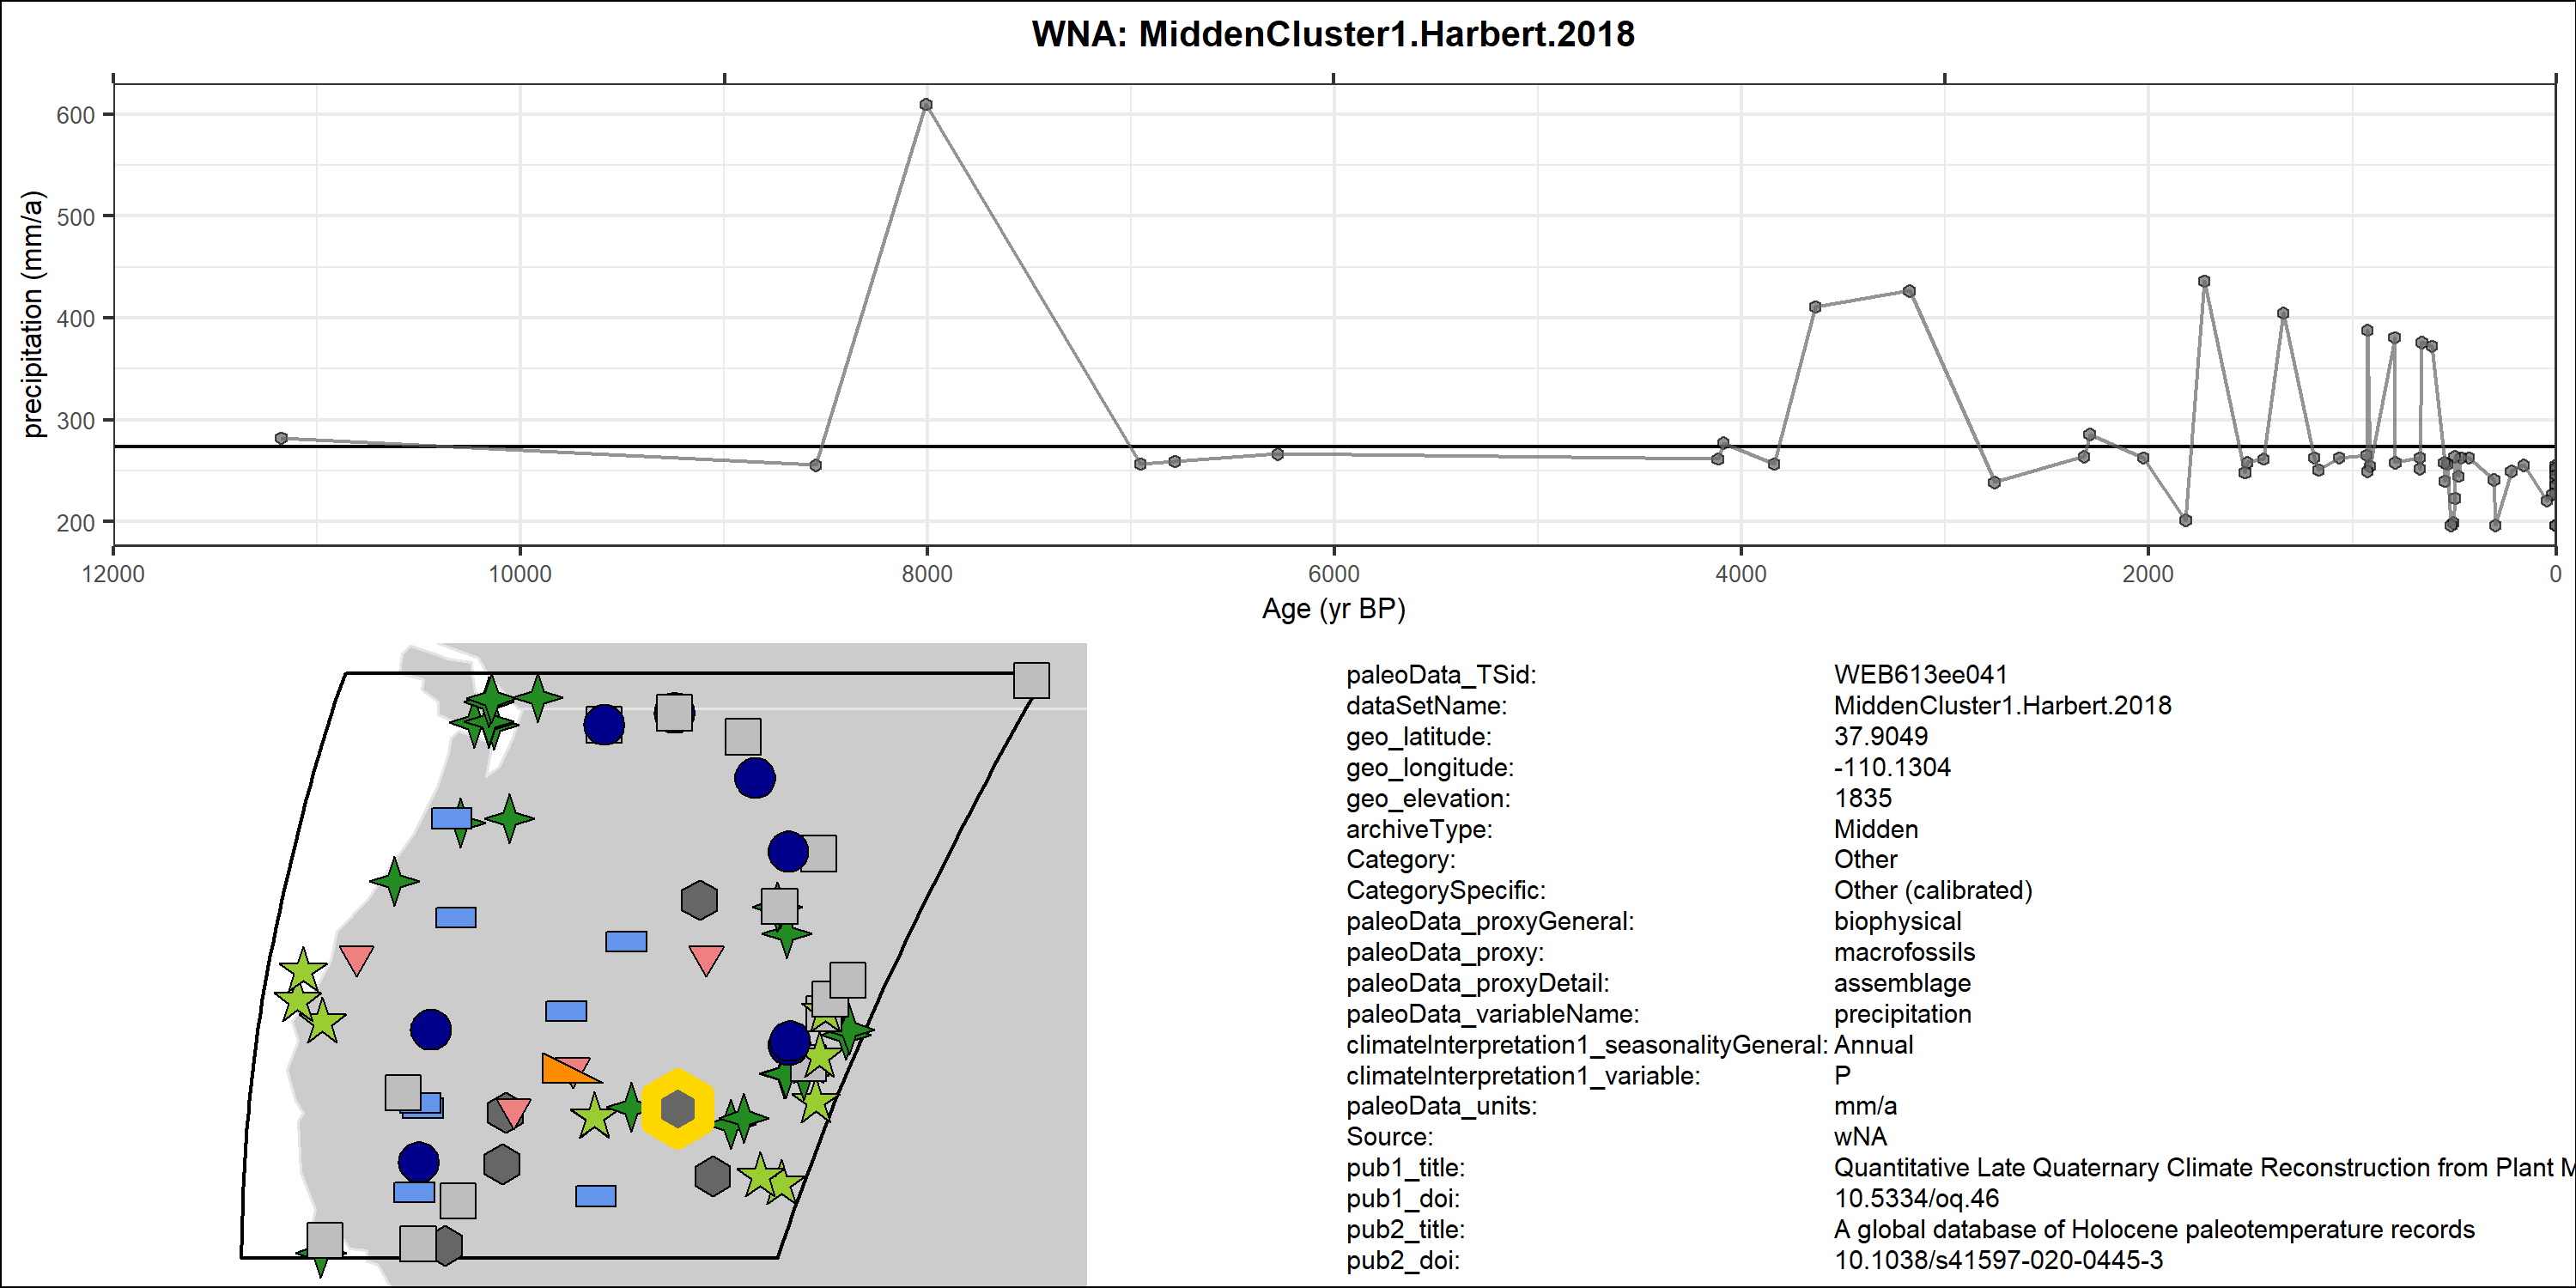 WNA: MiddenCluster1.Harbert.2018
precipitation (mm/a)
600
500
400
300
200
12000 10000 8000 6000 4000 2000 0
Age (yr BP)
paleoData_TSid: WEB613ee041
dataSetName: MiddenCluster1.Harbert.2018
geo_latitude: 37.9049
geo_longitude: -110.1304
geo_elevation: 1835
archiveType: Midden
Category: Other
CategorySpecific: Other (calibrated)
paleoData_proxyGeneral: biophysical
paleoData_proxy: macrofossils
paleoData_proxyDetail: assemblage
paleoData_variableName: precipitation
climateInterpretation1_seasonalityGeneral: Annual
climateInterpretation1_variable: P
paleoData_units: mm/a
Source: wNA
pub1_title: Quantitative Late Quaternary Climate Reconstruction from Plant M
pub1_doi: 10.5334/oq.46
pub2_title: A global database of Holocene paleotemperature records
pub2_doi: 10.1038/s41597-020-0445-3